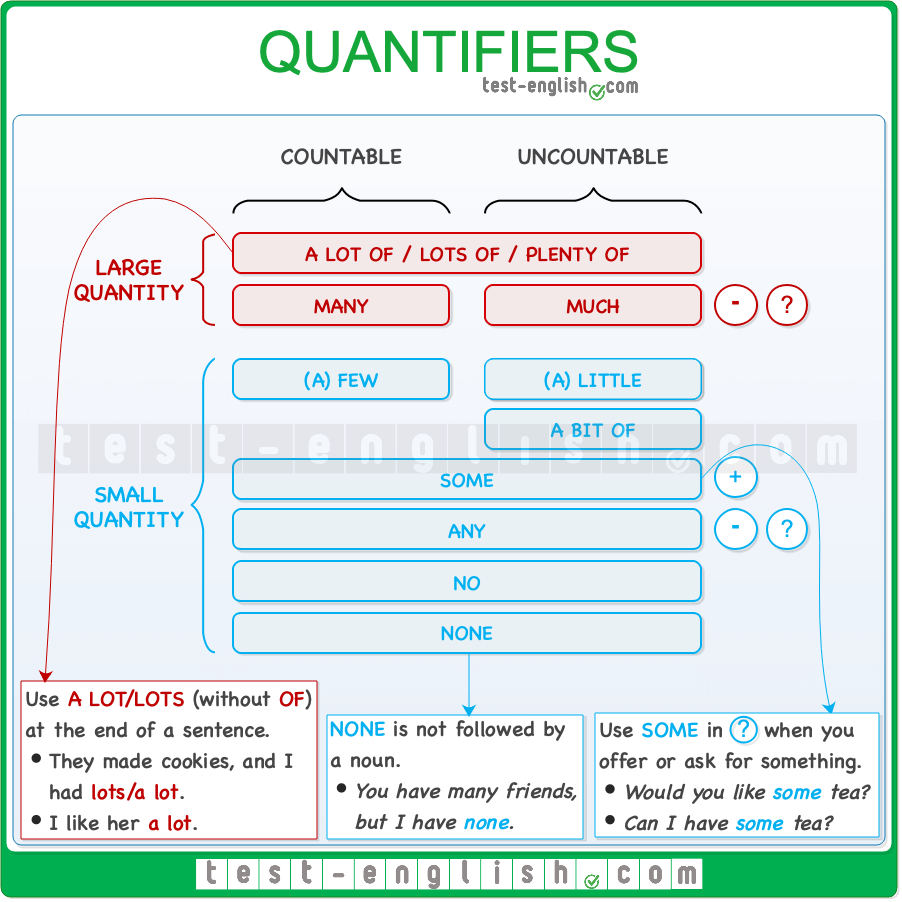 QUANTIFIERS
test-english.com
COUNTABLE
UNCOUNTABLE
LARGE
QUANTITY
A LOT OF / LOTS OF / PLENTY OF
MANY
MUCH
- ?
SMALL
QUANTITY
(A) FEW
(A) LITTLE
A BIT OF
test-english.com
SOME
+
ANY
- ?
NO
NONE
Use A LOT/LOTS (without OF)
at the end of a sentence.
• They made cookies, and I
had lots/a lot.
• I like her a lot.
NONE is not followed by
a noun.
• You have many friends,
but I have none.
Use SOME in ? when you
offer or ask for something.
• Would you like some tea?
• Can I have some tea?
test-english.com